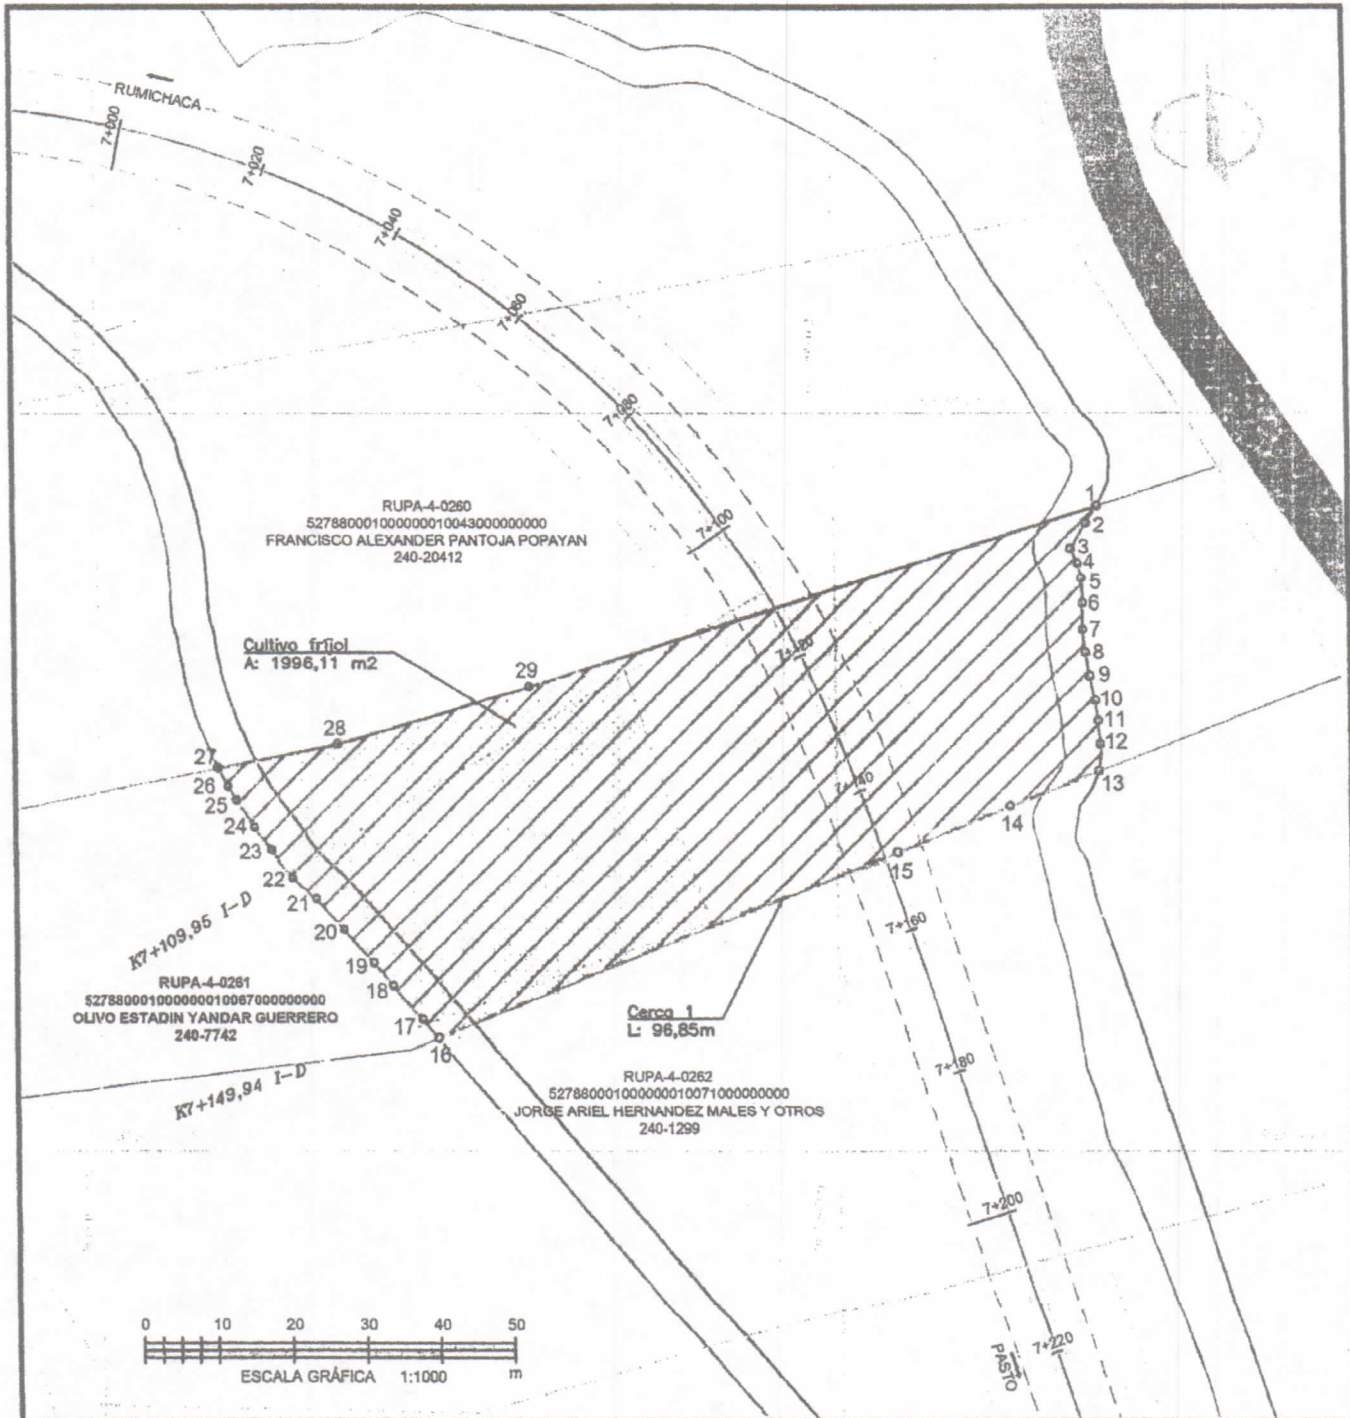 RUMICHACA
7+000
7+020
7+040
7+060
7+080
7+100
RUPA-4-0260
527880001000000010043000000000
FRANCISCO ALEXANDER PANTOJA POPAYAN
240-20412
1
2
3
4
5
6
7
8
9
10
11
12
13
14
15
7+120
7+140
Cultivo frijol
A: 1996,11 m2
29
28
27
26
25
24
23
22
21
20
19
18
17
16
K7+109,95 I-D
RUPA-4-0261
527880001000000010067000000000
OLIVO ESTADIN YANDAR GUERRERO
240-7742
K7+149,94 I-D
Cerca 1
L: 96,85m
7+160
RUPA-4-0262
527880001000000010071000000000
JORGE ARIEL HERNANDEZ MALES Y OTROS
240-1299
7+180
7+200
7+220
PASTO
0 10 20 30 40 50
ESCALA GRÁFICA 1:1000 m